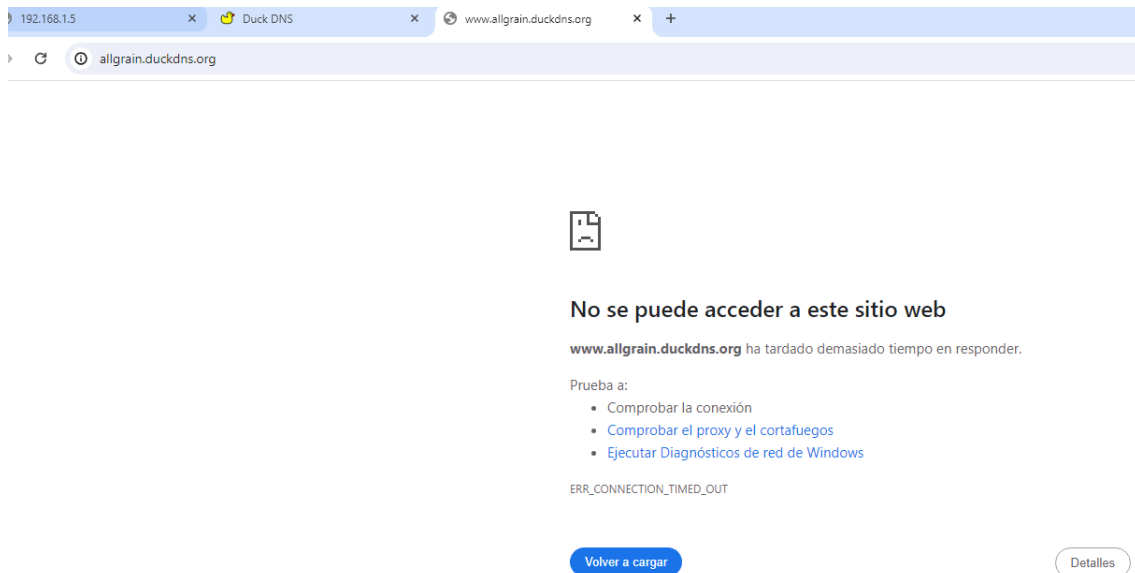 192.168.1.5
Duck DNS
www.allgrain.duckdns.org
allgrain.duckdns.org
No se puede acceder a este sitio web
www.allgrain.duckdns.org ha tardado demasiado tiempo en responder.
Prueba a:
Comprobar la conexión
Comprobar el proxy y el cortafuegos
Ejecutar Diagnósticos de red de Windows
ERR_CONNECTION_TIMED_OUT
Volver a cargar
Detalles